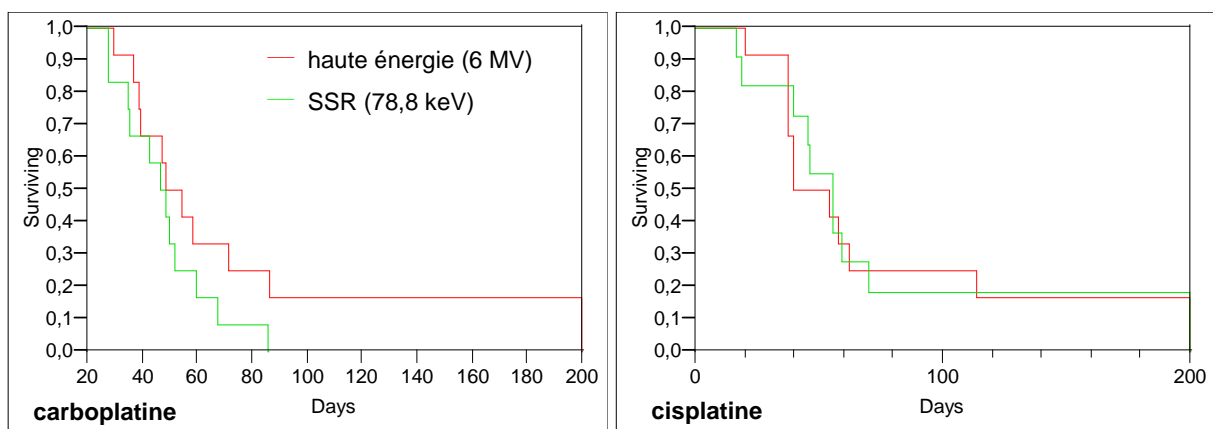 1,0
0,9
0,8
0,7
0,6
0,5
0,4
0,3
0,2
0,1
0,0
Surviving
haute énergie (6 MV)
SSR (78,8 keV)
20 40 60 80 100 120 140 160 180 200
Days
carboplatine
1,0
0,9
0,8
0,7
0,6
0,5
0,4
0,3
0,2
0,1
0,0
Surviving
0 100 200
Days
cisplatine